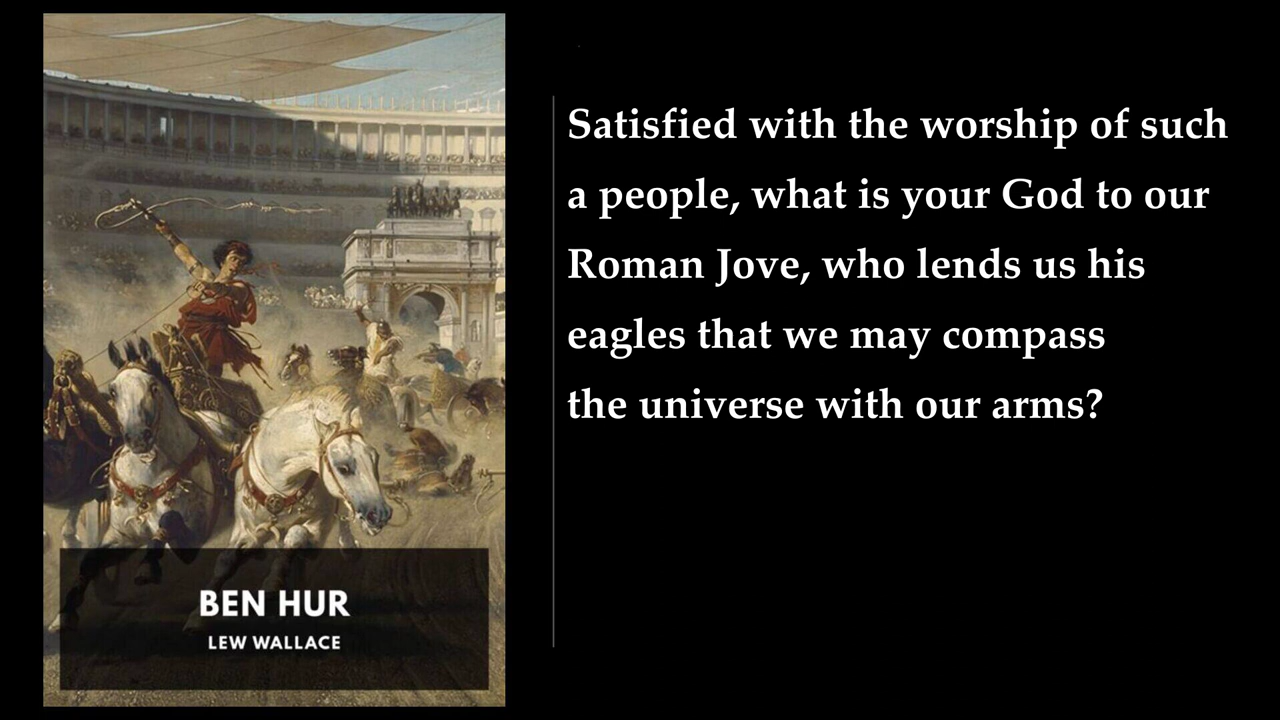 Satisfied with the worship of such
a people, what is your God to our
Roman Jove, who lends us his
eagles that we may compass
the universe with our arms?
BEN HUR
LEW WALLACE